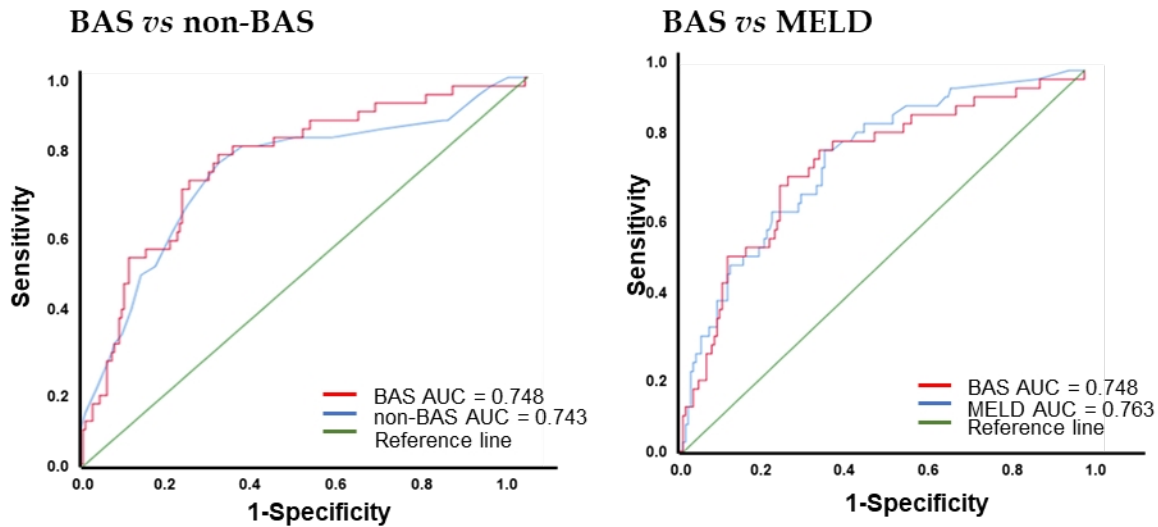 BAS vs non-BAS
1.0
0.8
0.6
0.4
0.2
0.0
Sensitivity
0.0 0.2 0.4 0.6 0.8 1.0
1-Specificity
BAS AUC = 0.748
non-BAS AUC = 0.743
Reference line
BAS vs MELD
1.0
0.8
0.6
0.4
0.2
0.0
Sensitivity
0.0 0.2 0.4 0.6 0.8 1.0
1-Specificity
BAS AUC = 0.748
MELD AUC = 0.763
Reference line